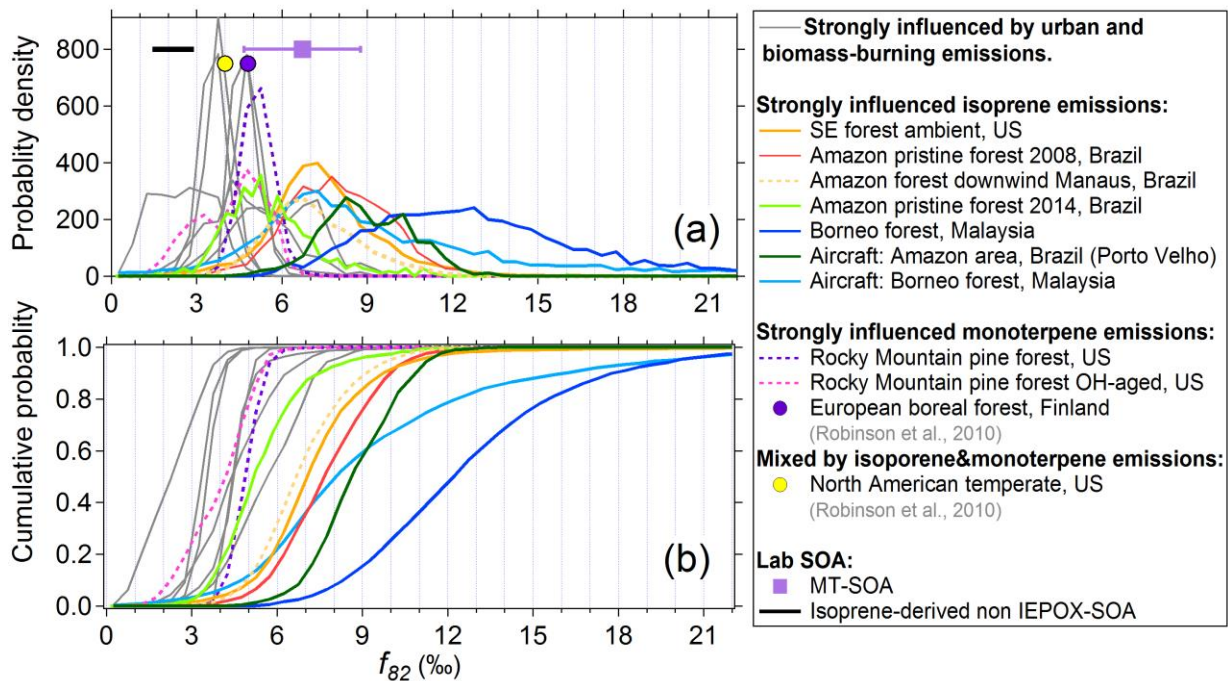 Probablity density
800
600
400
200
0
(a)
0 3 6 9 12 15 18 21
Cumulative probablity
1.0
0.8
0.6
0.4
0.2
0.0
(b)
0 3 6 9 12 15 18 21
f82 (‰)
Strongly influenced by urban and
biomass-burning emissions.
Strongly influenced isoprene emissions:
SE forest ambient, US
Amazon pristine forest 2008, Brazil
Amazon forest downwind Manaus, Brazil
Amazon pristine forest 2014, Brazil
Borneo forest, Malaysia
Aircraft: Amazon area, Brazil (Porto Velho)
Aircraft: Borneo forest, Malaysia
Strongly influenced monoterpene emissions:
Rocky Mountain pine forest, US
Rocky Mountain pine forest OH-aged, US
European boreal forest, Finland
(Robinson et al., 2010)
Mixed by isoporene&monoterpene emissions:
North American temperate, US
(Robinson et al., 2010)
Lab SOA:
MT-SOA
Isoprene-derived non IEPOX-SOA